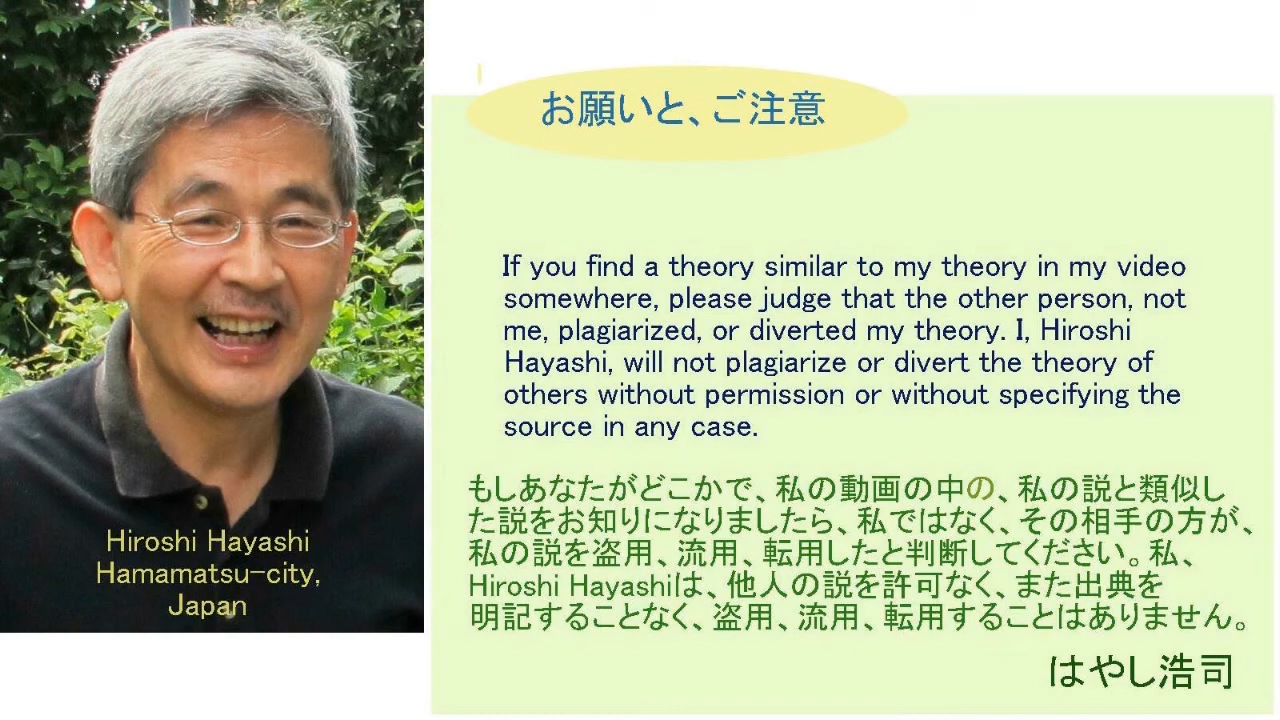 Hiroshi Hayashi
Hamamatsu-city,
Japan
お願いと、ご注意
If you find a theory similar to my theory in my video
somewhere, please judge that the other person, not
me, plagiarized, or diverted my theory. I, Hiroshi
Hayashi, will not plagiarize or divert the theory of
others without permission or without specifying the
source in any case.
もしあなたがどこかで、私の動画の中の、私の説と類似し
た説をお知りになりましたら、私ではなく、その相手の方が、
私の説を盗用、流用、転用したと判断してください。私、
Hiroshi Hayashiは、他人の説を許可なく、また出典を
明記することなく、盗用、流用、転用することはありません。
はやし浩司